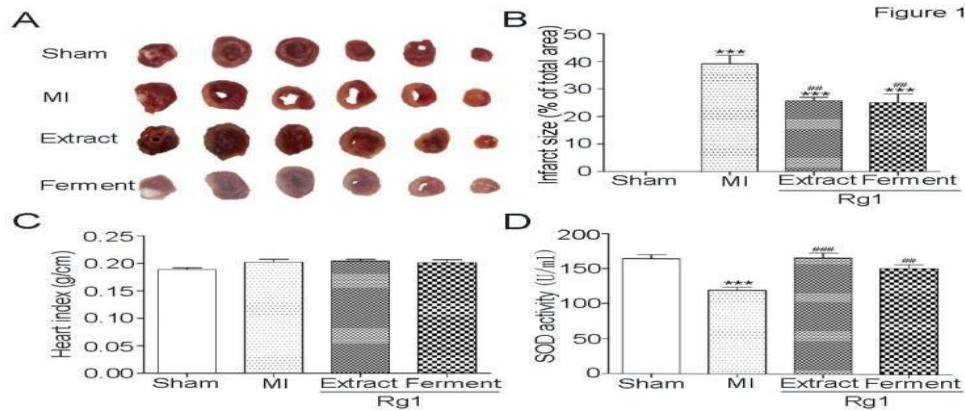 Figure 1
A
Sham
MI
Extract
Ferment
B
Infarct size (% of total area)
50
40
30
20
10
0
***
##
***
##
***
Sham MI Extract Ferment
Rg1
C
Heart index (g/cm)
0.25
0.20
0.15
0.10
0.05
0.00
Sham MI Extract Ferment
Rg1
D
SOD activity (U/ml)
200
150
100
50
0
***
###
##
Sham MI Extract Ferment
Rg1